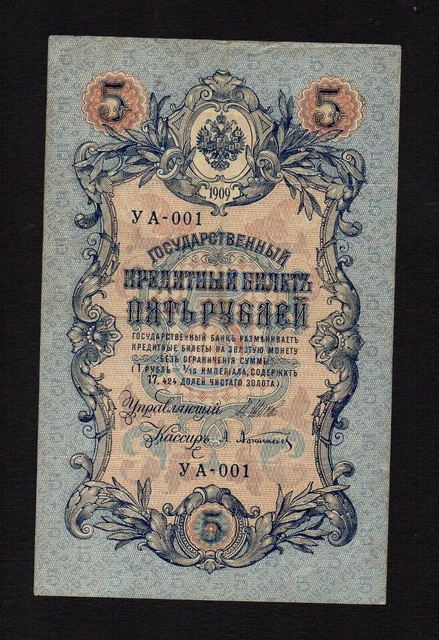 5 5
1909
УА-001
ГОСУДАРСТВЕННЫЙ
КРЕДИТНЫЙ БИЛЕТЪ
ПЯТЬ РУБЛЕЙ
ГОСУДАРСТВЕННЫЙ БАНКЪ РАЗМѢНИВАЕТЪ
КРЕДИТНЫЕ БИЛЕТЫ НА ЗОЛОТУЮ МОНЕТУ
БЕЗЪ ОГРАНИЧЕНІЯ СУММЫ
(1 РУБЛЬ = 1/15 ИМПЕРІАЛА, СОДЕРЖИТЪ
17,424 ДОЛЕЙ ЧИСТАГО ЗОЛОТА)
Управляющій
Кассиръ А. Афанасьев
УА-001
5